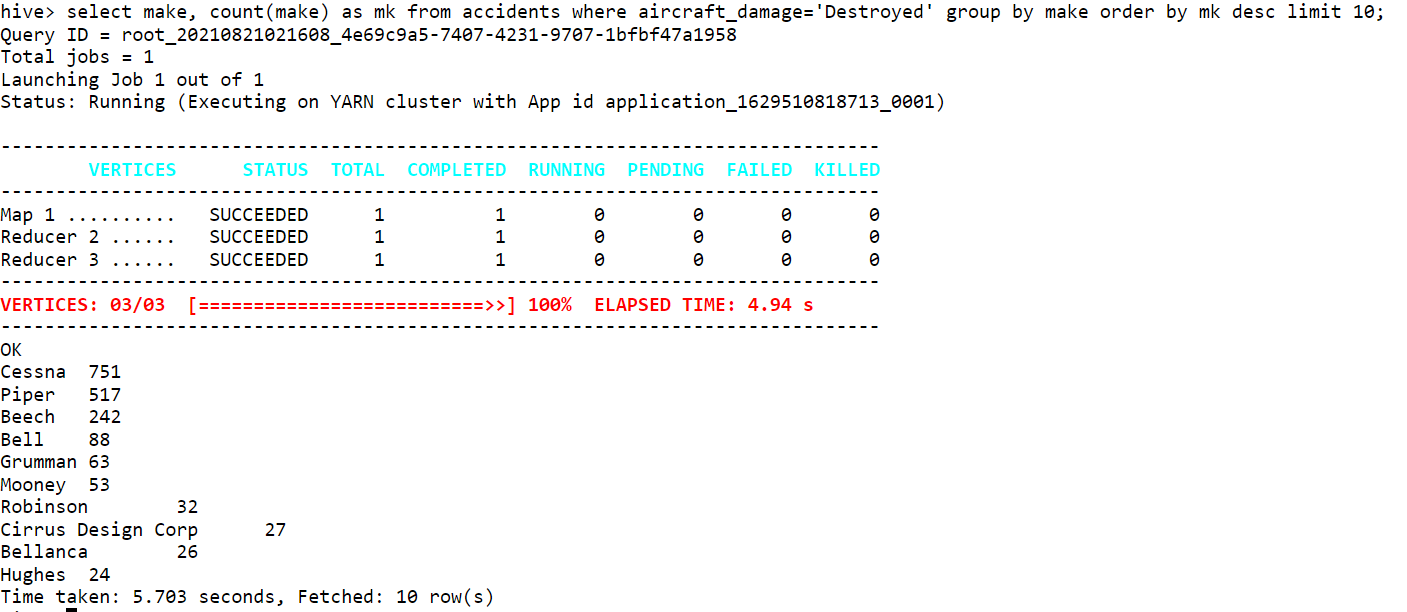 hive> select make, count(make) as mk from accidents where aircraft_damage='Destroyed' group by make order by mk desc limit 10;
Query ID = root_20210821021608_4e69c9a5-7407-4231-9707-1bfbf47a1958
Total jobs = 1
Launching Job 1 out of 1
Status: Running (Executing on YARN cluster with App id application_1629510818713_0001)
--------------------------------------------------------------------------------
        VERTICES      STATUS  TOTAL  COMPLETED  RUNNING  PENDING  FAILED  KILLED
--------------------------------------------------------------------------------
Map 1 ..........   SUCCEEDED      1          1        0        0       0       0
Reducer 2 ......   SUCCEEDED      1          1        0        0       0       0
Reducer 3 ......   SUCCEEDED      1          1        0        0       0       0
--------------------------------------------------------------------------------
VERTICES: 03/03  [==========================>>] 100%  ELAPSED TIME: 4.94 s
--------------------------------------------------------------------------------
OK
Cessna  751
Piper   517
Beech   242
Bell    88
Grumman 63
Mooney  53
Robinson        32
Cirrus Design Corp      27
Bellanca        26
Hughes  24
Time taken: 5.703 seconds, Fetched: 10 row(s)